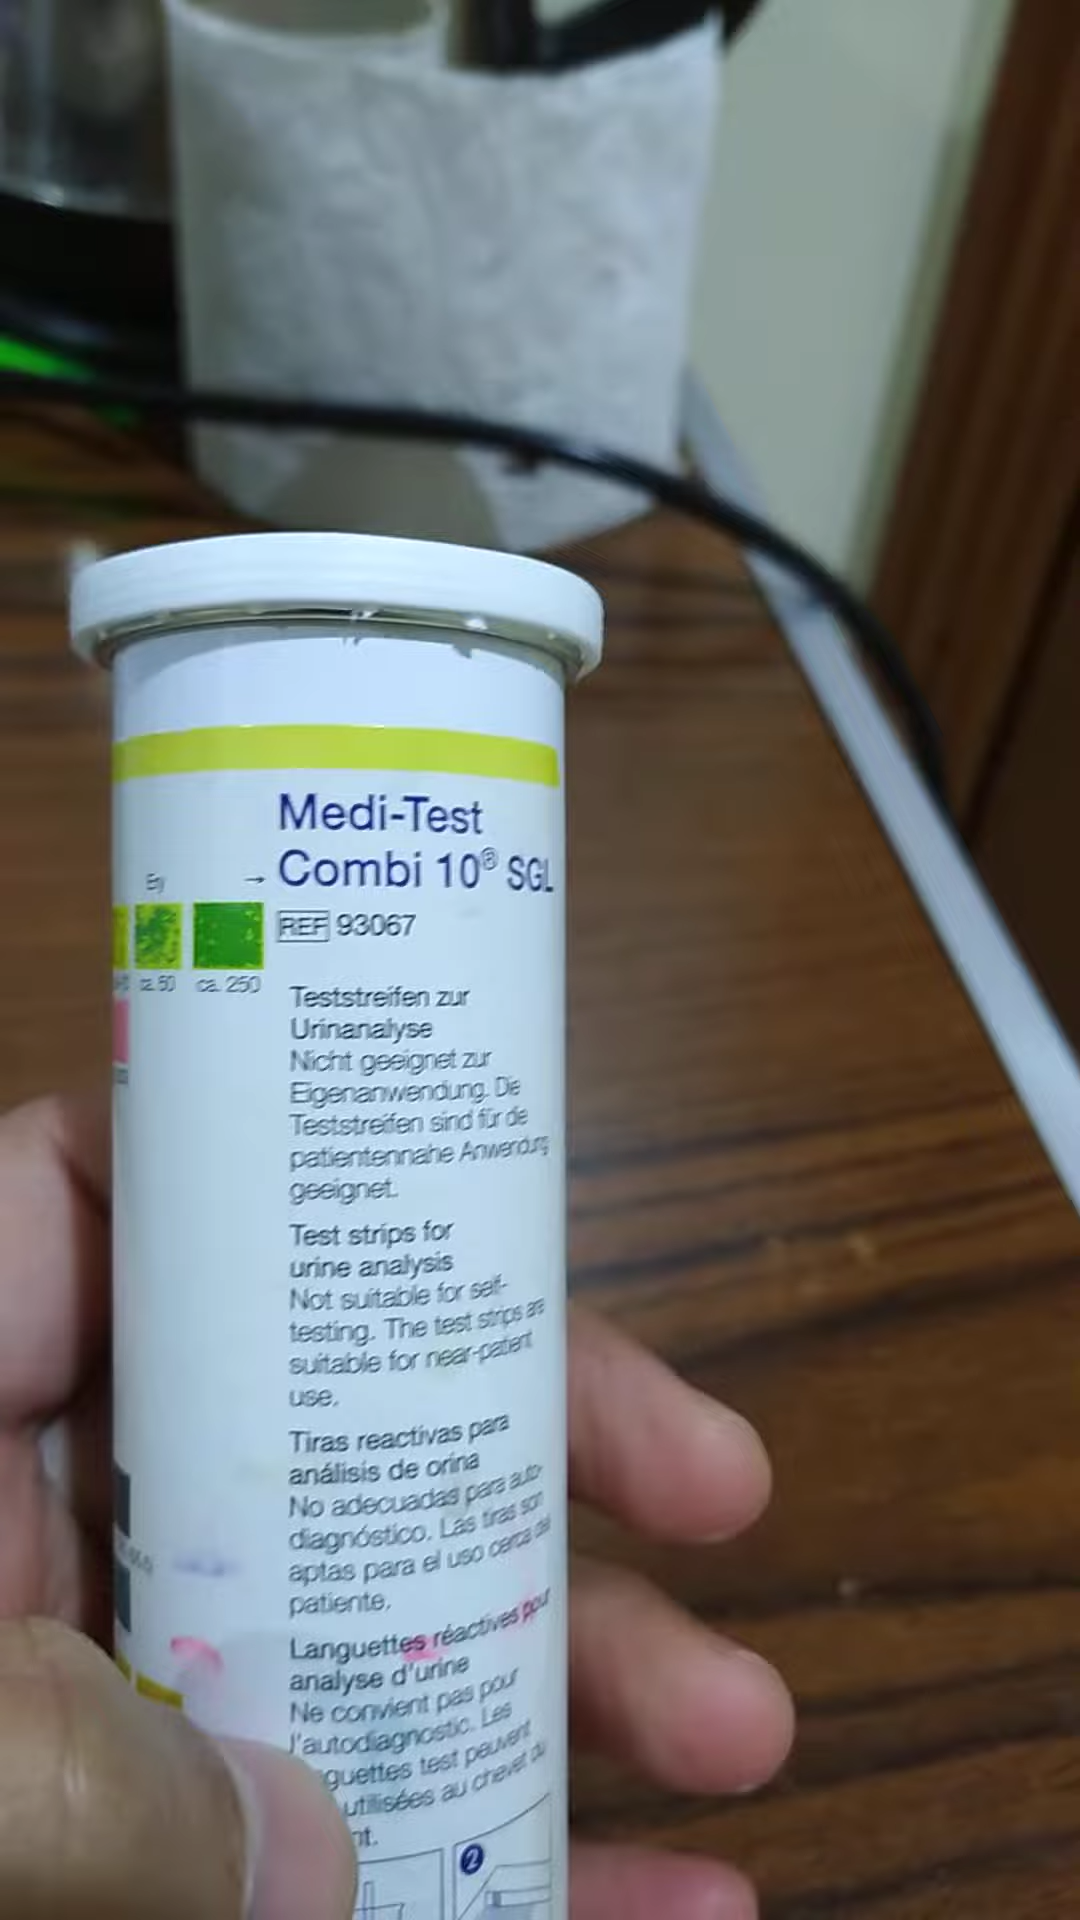 Medi-Test
Combi 10® SGL
Ery →
REF 93067
ca. 50 ca. 250
Teststreifen zur
Urinanalyse
Nicht geeignet zur
Eigenanwendung. Die
Teststreifen sind für die
patientennahe Anwendung
geeignet.
Test strips for
urine analysis
Not suitable for self-
testing. The test strips are
suitable for near-patient
use.
Tiras reactivas para
análisis de orina
No adecuadas para auto-
diagnóstico. Las tiras son
aptas para el uso cerca del
patiente.
Languettes réactives pour
analyse d'urine
Ne convient pas pour
l'autodiagnostic. Les
guettes test peuvent
utilisées au chevet du
nt.
2